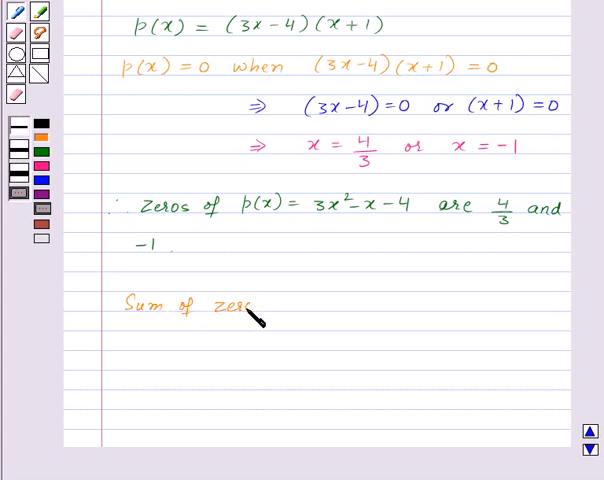 p(x) = (3x-4)(x+1)
p(x) = 0 when (3x-4)(x+1) = 0
⇒ (3x-4) = 0 or (x+1) = 0
⇒ x = 4/3 or x = -1
∴ zeros of p(x) = 3x²-x-4 are 4/3 and
-1.
Sum of zero